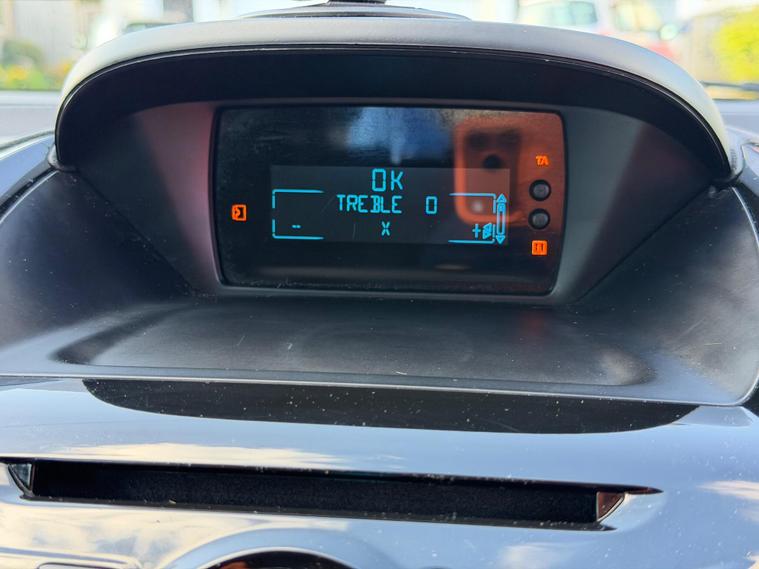 OK
TA
TREBLE 0
-- X +